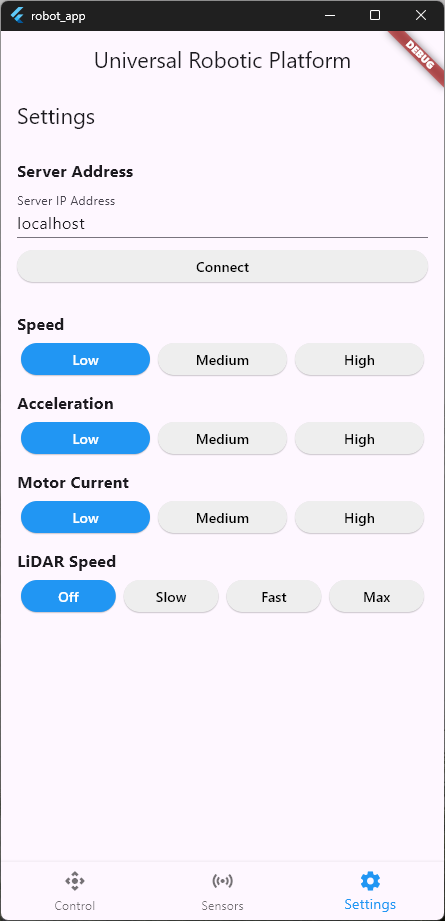 robot_app
Universal Robotic Platform
DEBUG
Settings
Server Address
Server IP Address
localhost
Connect
Speed
Low Medium High
Acceleration
Low Medium High
Motor Current
Low Medium High
LiDAR Speed
Off Slow Fast Max
Control Sensors Settings